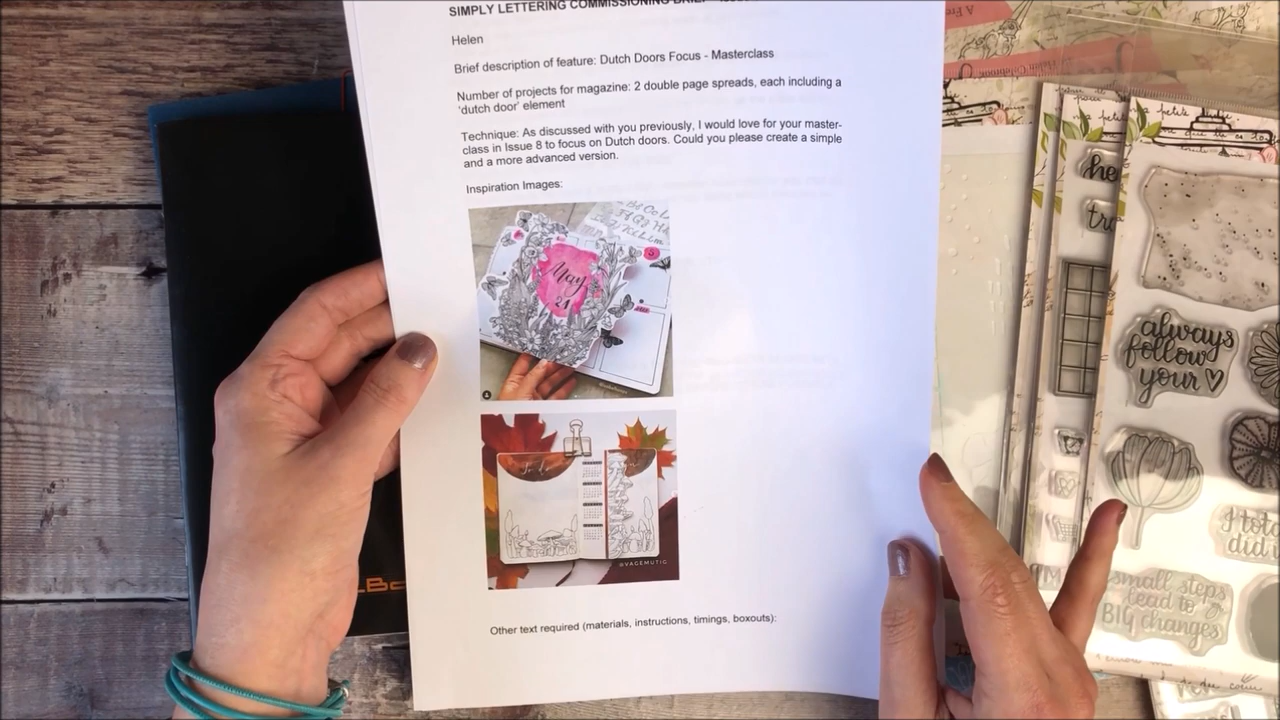 SIMPLY LETTERING COMMISSIONING BRIEF
Helen
Brief description of feature: Dutch Doors Focus - Masterclass
Number of projects for magazine: 2 double page spreads, each including a
'dutch door' element
Technique: As discussed with you previously, I would love for your master-
class in Issue 8 to focus on Dutch doors. Could you please create a simple
and a more advanced version.
Inspiration Images:
May
21
@VAGEMUTIG
Other text required (materials, instructions, timings, boxouts):
always
follow
your
small steps
lead to
BIG changes